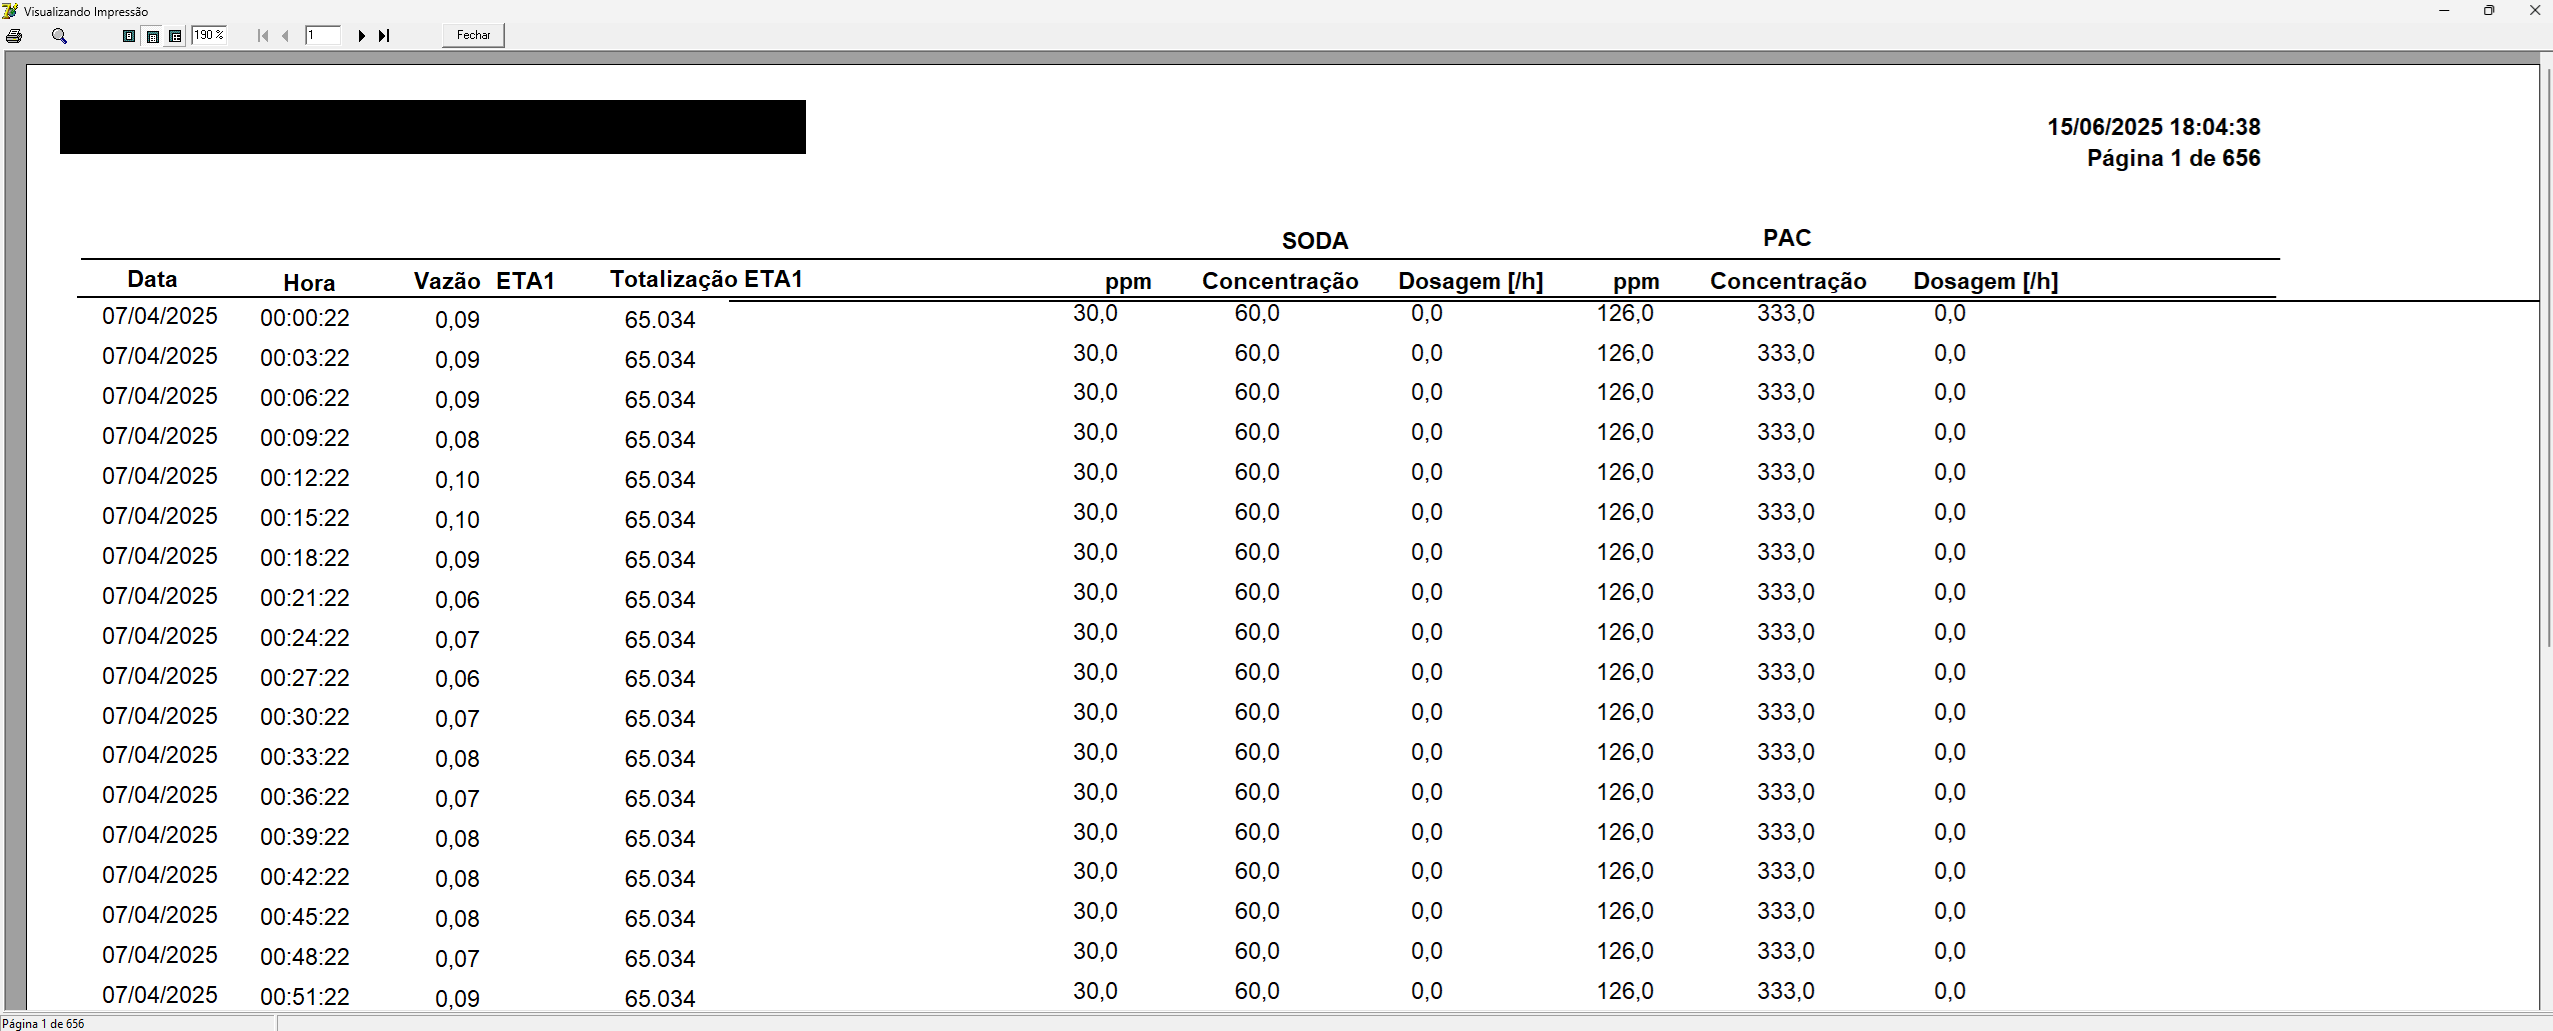 Visualizando Impressão
190 % 1 Fechar
15/06/2025 18:04:38
Página 1 de 656
SODA PAC
Data Hora Vazão ETA1 Totalização ETA1 ppm Concentração Dosagem [/h] ppm Concentração Dosagem [/h]
07/04/2025 00:00:22 0,09 65.034 30,0 60,0 0,0 126,0 333,0 0,0
07/04/2025 00:03:22 0,09 65.034 30,0 60,0 0,0 126,0 333,0 0,0
07/04/2025 00:06:22 0,09 65.034 30,0 60,0 0,0 126,0 333,0 0,0
07/04/2025 00:09:22 0,08 65.034 30,0 60,0 0,0 126,0 333,0 0,0
07/04/2025 00:12:22 0,10 65.034 30,0 60,0 0,0 126,0 333,0 0,0
07/04/2025 00:15:22 0,10 65.034 30,0 60,0 0,0 126,0 333,0 0,0
07/04/2025 00:18:22 0,09 65.034 30,0 60,0 0,0 126,0 333,0 0,0
07/04/2025 00:21:22 0,06 65.034 30,0 60,0 0,0 126,0 333,0 0,0
07/04/2025 00:24:22 0,07 65.034 30,0 60,0 0,0 126,0 333,0 0,0
07/04/2025 00:27:22 0,06 65.034 30,0 60,0 0,0 126,0 333,0 0,0
07/04/2025 00:30:22 0,07 65.034 30,0 60,0 0,0 126,0 333,0 0,0
07/04/2025 00:33:22 0,08 65.034 30,0 60,0 0,0 126,0 333,0 0,0
07/04/2025 00:36:22 0,07 65.034 30,0 60,0 0,0 126,0 333,0 0,0
07/04/2025 00:39:22 0,08 65.034 30,0 60,0 0,0 126,0 333,0 0,0
07/04/2025 00:42:22 0,08 65.034 30,0 60,0 0,0 126,0 333,0 0,0
07/04/2025 00:45:22 0,08 65.034 30,0 60,0 0,0 126,0 333,0 0,0
07/04/2025 00:48:22 0,07 65.034 30,0 60,0 0,0 126,0 333,0 0,0
07/04/2025 00:51:22 0,09 65.034 30,0 60,0 0,0 126,0 333,0 0,0
Página 1 de 656